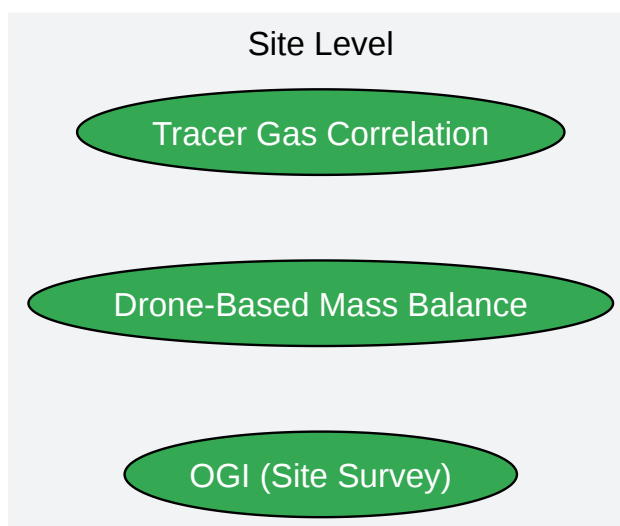 Site Level
Tracer Gas Correlation
Drone-Based Mass Balance
OGI (Site Survey)